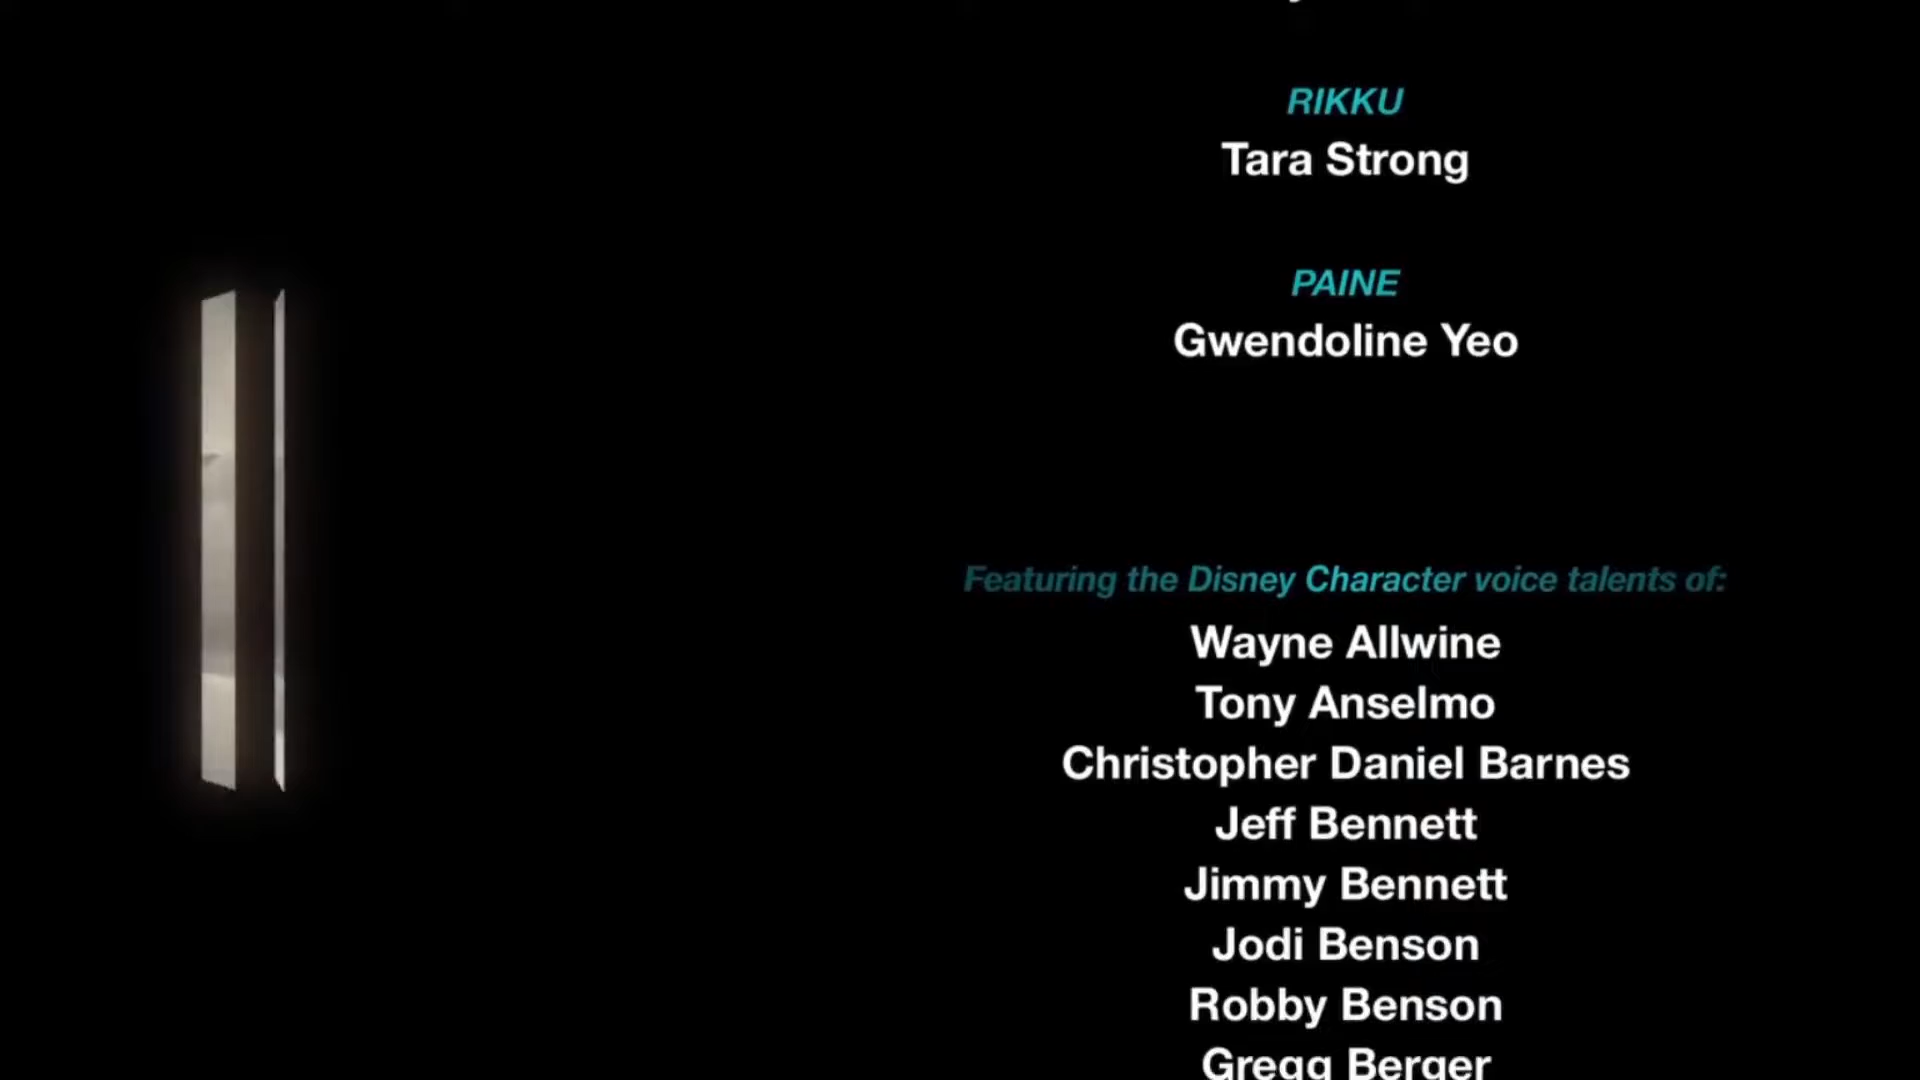 RIKKU
Tara Strong
PAINE
Gwendoline Yeo
Featuring the Disney Character voice talents of:
Wayne Allwine
Tony Anselmo
Christopher Daniel Barnes
Jeff Bennett
Jimmy Bennett
Jodi Benson
Robby Benson
Gregg Berger